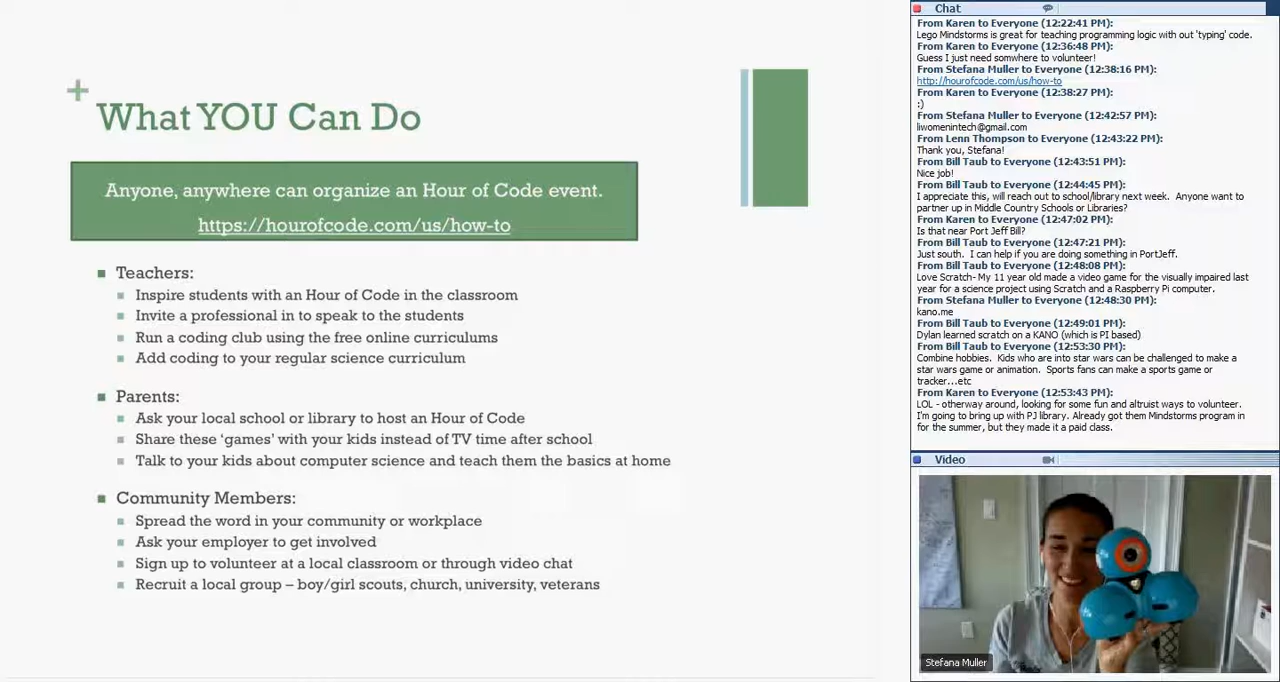 +
What YOU Can Do
Anyone, anywhere can organize an Hour of Code event.
https://hourofcode.com/us/how-to
Teachers:
Inspire students with an Hour of Code in the classroom
Invite a professional in to speak to the students
Run a coding club using the free online curriculums
Add coding to your regular science curriculum
Parents:
Ask your local school or library to host an Hour of Code
Share these ‘games’ with your kids instead of TV time after school
Talk to your kids about computer science and teach them the basics at home
Community Members:
Spread the word in your community or workplace
Ask your employer to get involved
Sign up to volunteer at a local classroom or through video chat
Recruit a local group – boy/girl scouts, church, university, veterans
Chat
From Karen to Everyone (12:22:41 PM):
Lego Mindstorms is great for teaching programming logic with out 'typing' code.
From Karen to Everyone (12:36:48 PM):
Guess I just need somwhere to volunteer!
From Stefana Muller to Everyone (12:38:16 PM):
http://hourofcode.com/us/how-to
From Karen to Everyone (12:38:27 PM):
:)
From Stefana Muller to Everyone (12:42:57 PM):
liwomenintech@gmail.com
From Lenn Thompson to Everyone (12:43:22 PM):
Thank you, Stefana!
From Bill Taub to Everyone (12:43:51 PM):
Nice job!
From Bill Taub to Everyone (12:44:45 PM):
I appreciate this, will reach out to school/library next week. Anyone want to
partner up in Middle Country Schools or Libraries?
From Karen to Everyone (12:47:02 PM):
Is that near Port Jeff Bill?
From Bill Taub to Everyone (12:47:21 PM):
Just south. I can help if you are doing something in PortJeff.
From Bill Taub to Everyone (12:48:08 PM):
Love Scratch- My 11 year old made a video game for the visually impaired last
year for a science project using Scratch and a Raspberry Pi computer.
From Stefana Muller to Everyone (12:48:30 PM):
kano.me
From Bill Taub to Everyone (12:49:01 PM):
Dylan learned scratch on a KANO (which is PI based)
From Bill Taub to Everyone (12:53:30 PM):
Combine hobbies. Kids who are into star wars can be challenged to make a
star wars game or animation. Sports fans can make a sports game or
tracker...etc
From Karen to Everyone (12:53:43 PM):
LOL - otherway around, looking for some fun and altruist ways to volunteer.
I'm going to bring up with PJ library. Already got them Mindstorms program in
for the summer, but they made it a paid class.
Video
Stefana Muller